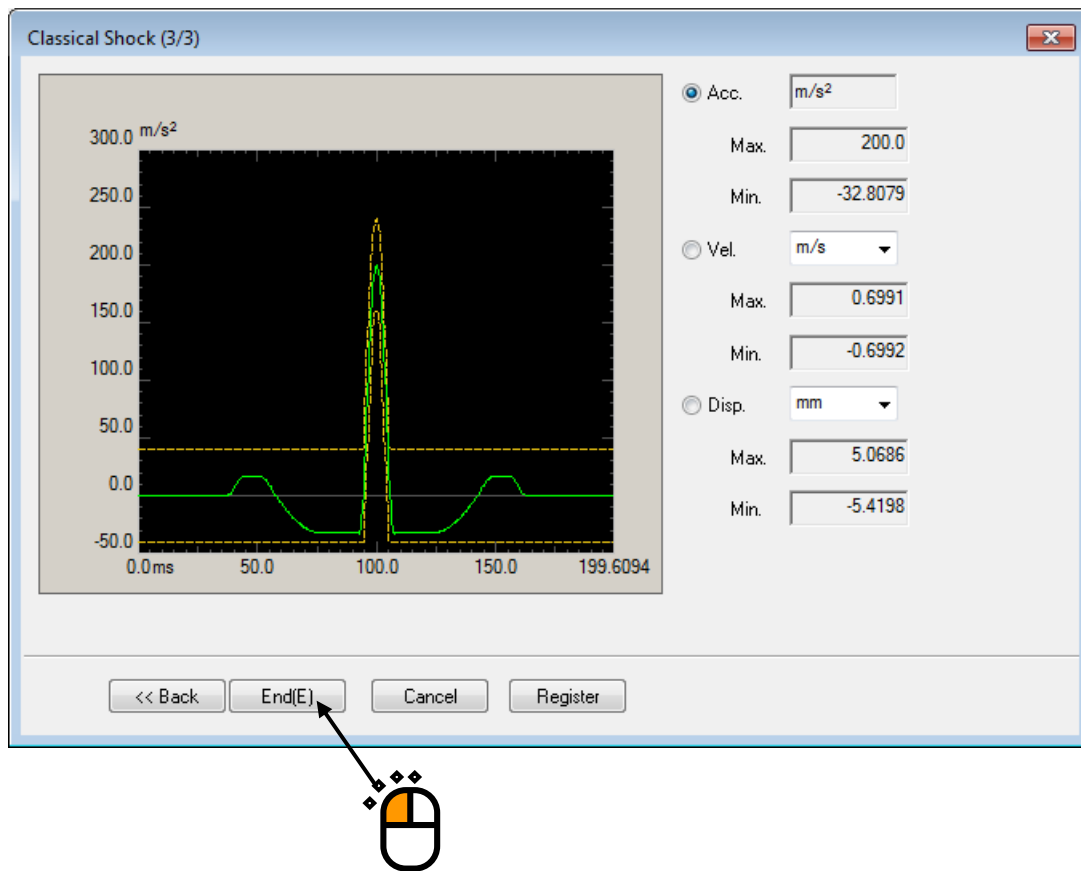 Classical Shock (3/3)
300.0 m/s²
250.0
200.0
150.0
100.0
50.0
0.0
-50.0
0.0ms 50.0 100.0 150.0 199.6094
Acc. m/s²
Max. 200.0
Min. -32.8079
Vel. m/s
Max. 0.6991
Min. -0.6992
Disp. mm
Max. 5.0686
Min. -5.4198
<< Back End(E) Cancel Register